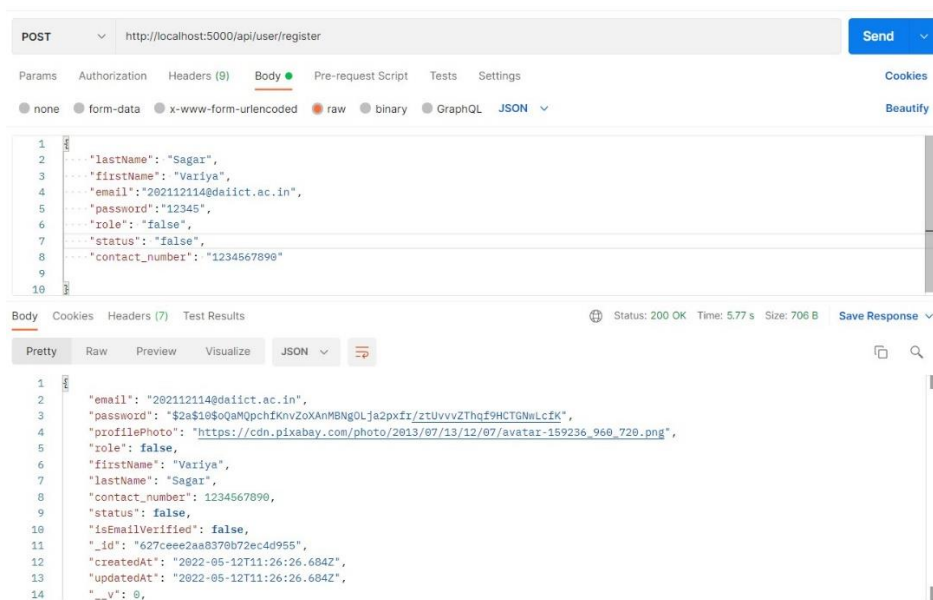 POST http://localhost:5000/api/user/register Send
Params Authorization Headers (9) Body Pre-request Script Tests Settings Cookies
none form-data x-www-form-urlencoded raw binary GraphQL JSON Beautify
1 {
2 "lastName": "Sagar",
3 "firstName": "Variya",
4 "email":"202112114@daiict.ac.in",
5 "password":"12345",
6 "role": "false",
7 "status": "false",
8 "contact_number": "1234567890"
9
10 }
Body Cookies Headers (7) Test Results Status: 200 OK Time: 5.77 s Size: 706 B Save Response
Pretty Raw Preview Visualize JSON
1 {
2 "email": "202112114@daiict.ac.in",
3 "password": "$2a$10$oQaMQpchfKnvZoXAnMBNgOLja2pxfr/ztUvvvZThqf9HCTGNwLcfK",
4 "profilePhoto": "https://cdn.pixabay.com/photo/2013/07/13/12/07/avatar-159236_960_720.png",
5 "role": false,
6 "firstName": "Variya",
7 "lastName": "Sagar",
8 "contact_number": 1234567890,
9 "status": false,
10 "isEmailVerified": false,
11 "_id": "627ceee2aa8370b72ec4d955",
12 "createdAt": "2022-05-12T11:26:26.684Z",
13 "updatedAt": "2022-05-12T11:26:26.684Z",
14 "__v": 0,